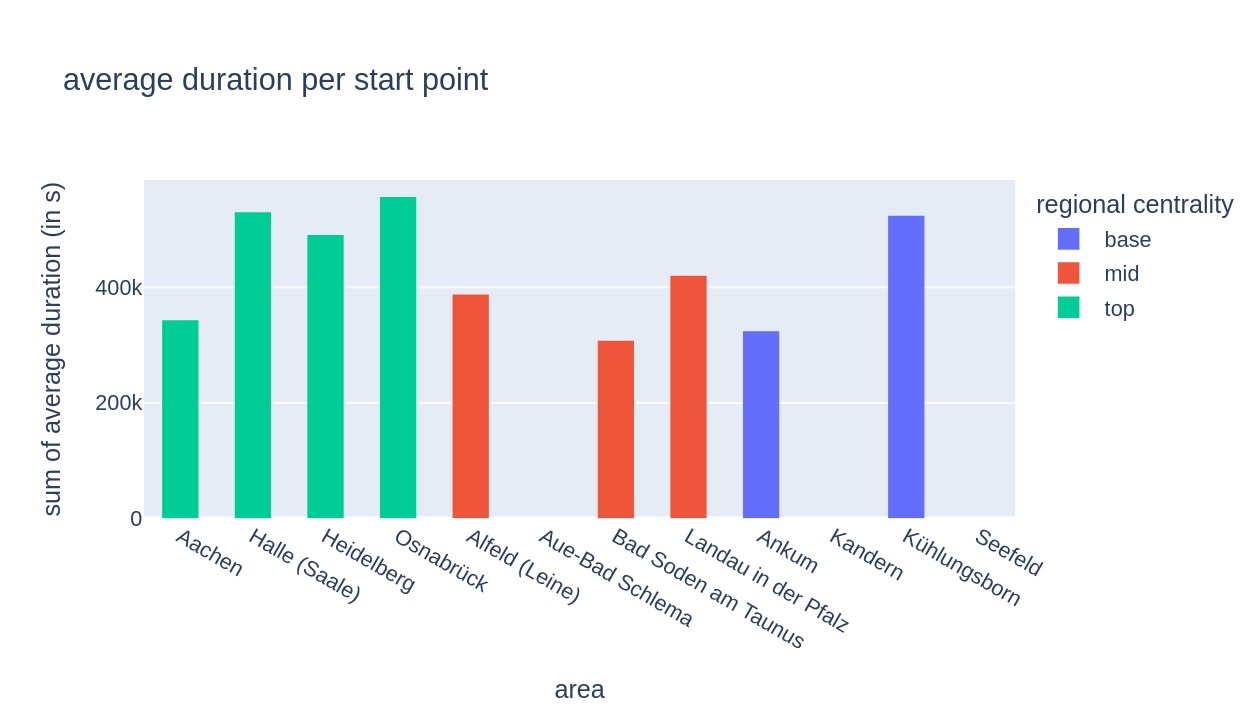 average duration per start point
sum of average duration (in s)
400k
200k
0
Aachen
Halle (Saale)
Heidelberg
Osnabrück
Alfeld (Leine)
Aue-Bad Schlema
Bad Soden am Taunus
Landau in der Pfalz
Ankum
Kandern
Kühlungsborn
Seefeld
area
regional centrality
base
mid
top